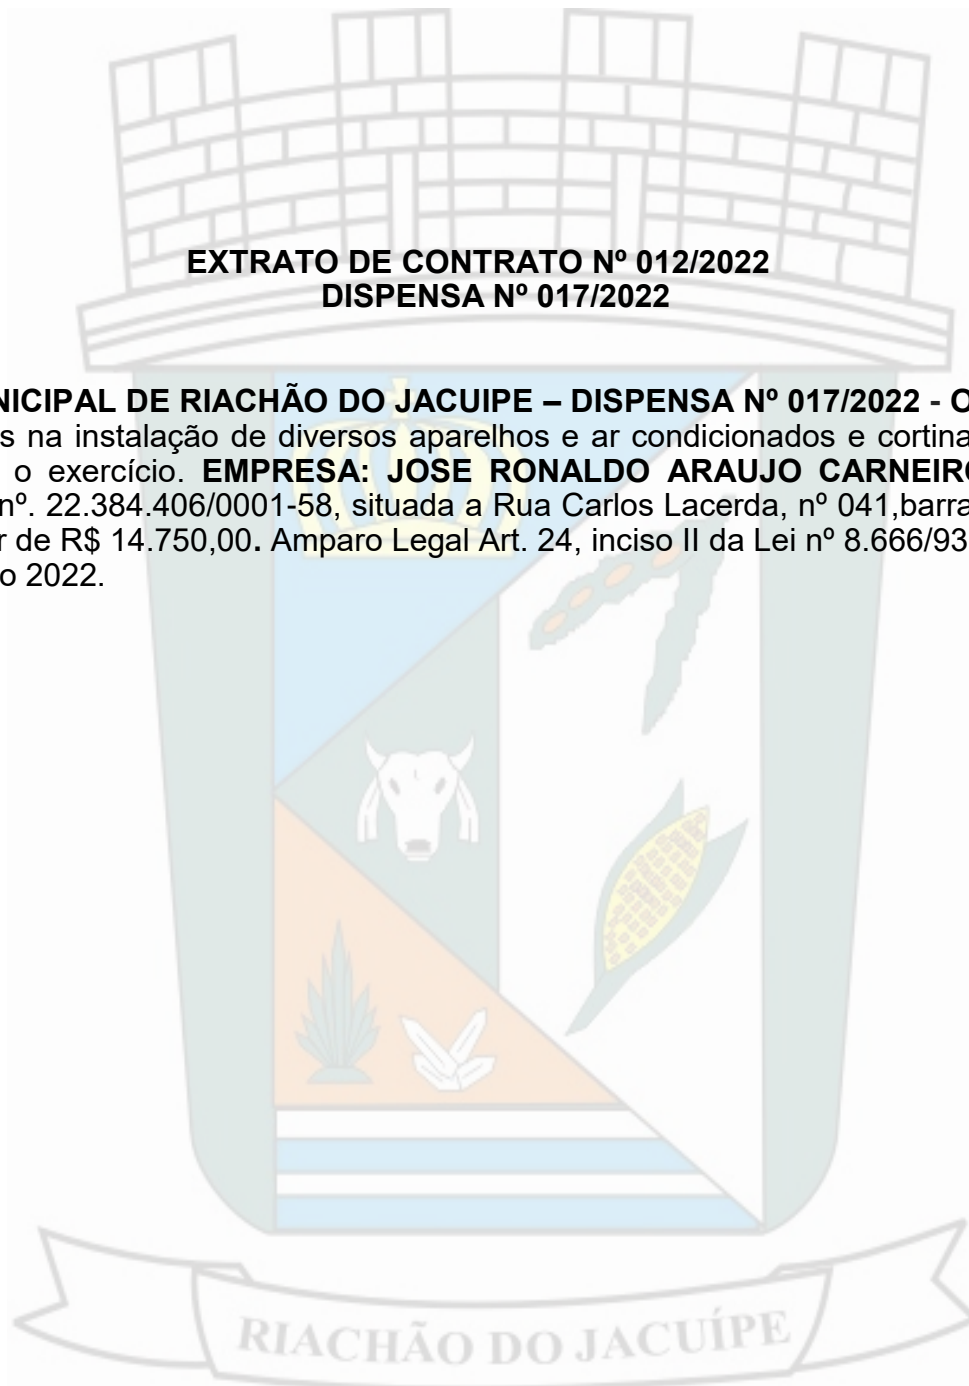 EXTRATO DE CONTRATO Nº 012/2022
DISPENSA Nº 017/2022
NICIPAL DE RIACHÃO DO JACUIPE – DISPENSA Nº 017/2022 - O
s na instalação de diversos aparelhos e ar condicionados e cortina
o exercício. EMPRESA: JOSE RONALDO ARAUJO CARNEIRO
nº. 22.384.406/0001-58, situada a Rua Carlos Lacerda, nº 041,barra
r de R$ 14.750,00. Amparo Legal Art. 24, inciso II da Lei nº 8.666/93
o 2022.
RIACHÃO DO JACUÍPE